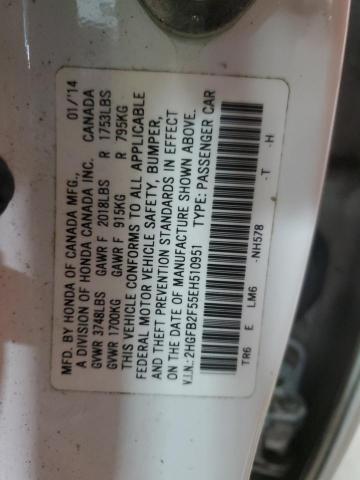 MFD. BY HONDA OF CANADA MFG., 01/'14
A DIVISION OF HONDA CANADA INC. CANADA
GVWR 3748LBS GAWR F 2018LBS R 1753LBS
GVWR 1700KG GAWR F 915KG R 795KG
THIS VEHICLE CONFORMS TO ALL APPLICABLE
FEDERAL MOTOR VEHICLE SAFETY, BUMPER,
AND THEFT PREVENTION STANDARDS IN EFFECT
ON THE DATE OF MANUFACTURE SHOWN ABOVE.
V.I.N.: 2HGFB2F55EH510951 TYPE: PASSENGER CAR
TR6 E LM6 -NH578 -T -H